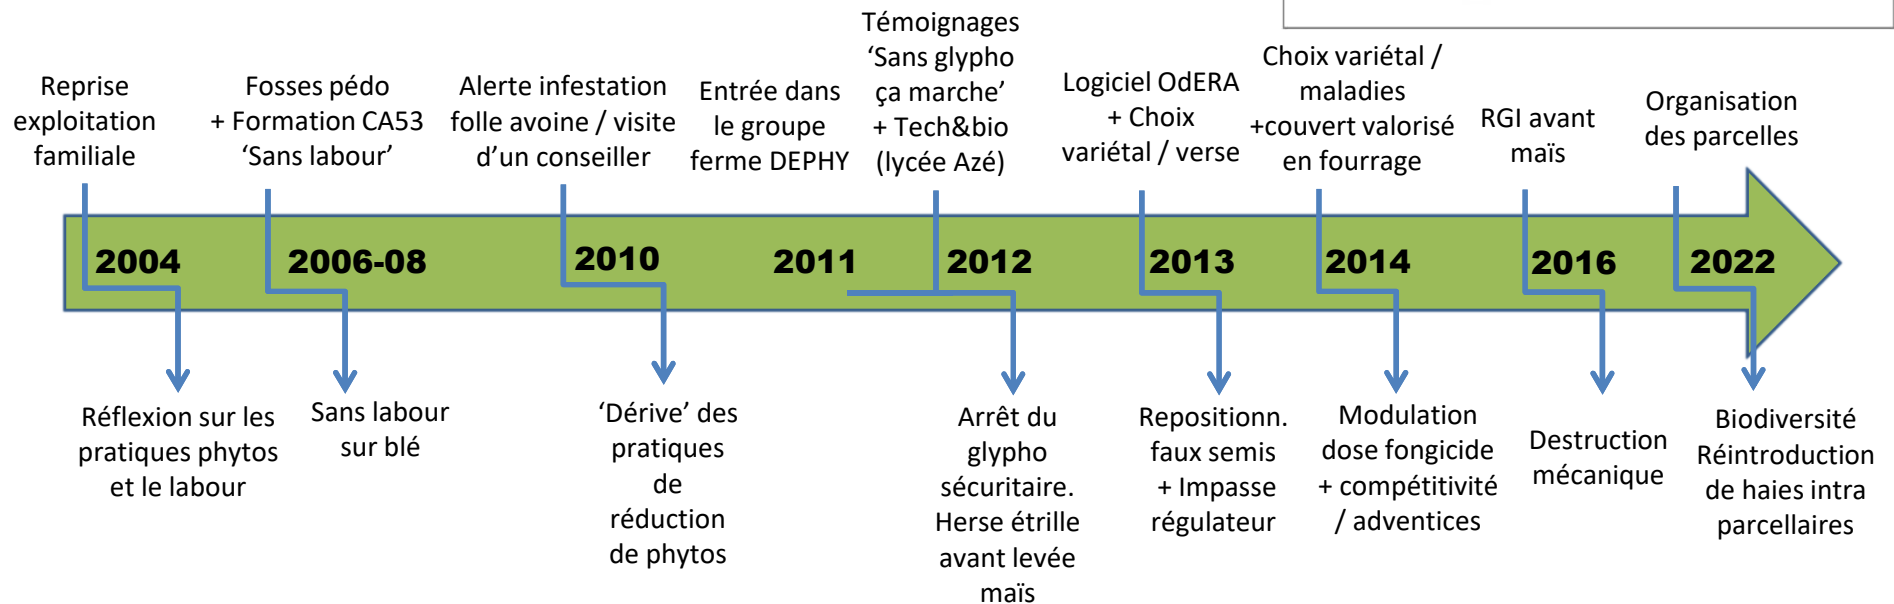 Reprise
exploitation
familiale
Fosses pédo
+ Formation CA53
‘Sans labour’
Alerte infestation
folle avoine / visite
d’un conseiller
Entrée dans
le groupe
ferme DEPHY
Témoignages
‘Sans glypho
ça marche’
+ Tech&bio
(lycée Azé)
Logiciel OdERA
+ Choix
variétal / verse
Choix variétal /
maladies
+couvert valorisé
en fourrage
RGI avant
maïs
Organisation
des parcelles
2004
2006-08
2010
2011
2012
2013
2014
2016
2022
Réflexion sur les
pratiques phytos
et le labour
Sans labour
sur blé
‘Dérive’ des
pratiques
de
réduction
de phytos
Arrêt du
glypho
sécuritaire.
Herse étrille
avant levée
maïs
Repositionn.
faux semis
+ Impasse
régulateur
Modulation
dose fongicide
+ compétitivité
/ adventices
Destruction
mécanique
Biodiversité
Réintroduction
de haies intra
parcellaires